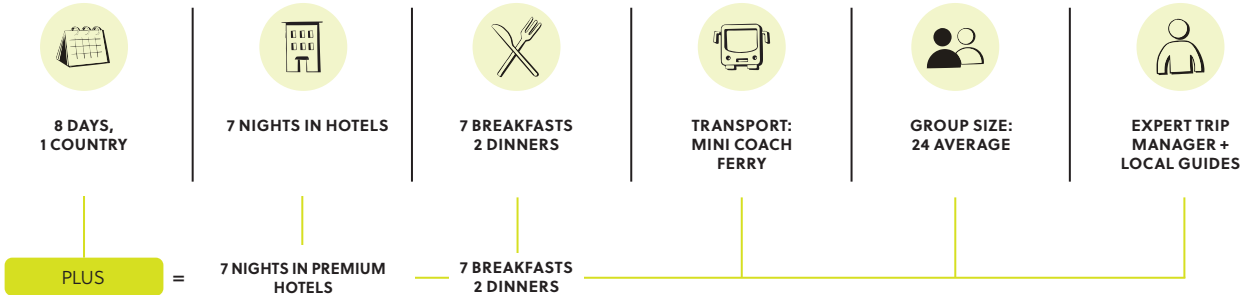 8 DAYS,
1 COUNTRY
7 NIGHTS IN HOTELS
7 BREAKFASTS
2 DINNERS
TRANSPORT:
MINI COACH
FERRY
GROUP SIZE:
24 AVERAGE
EXPERT TRIP
MANAGER +
LOCAL GUIDES
PLUS =
7 NIGHTS IN PREMIUM
HOTELS
7 BREAKFASTS
2 DINNERS